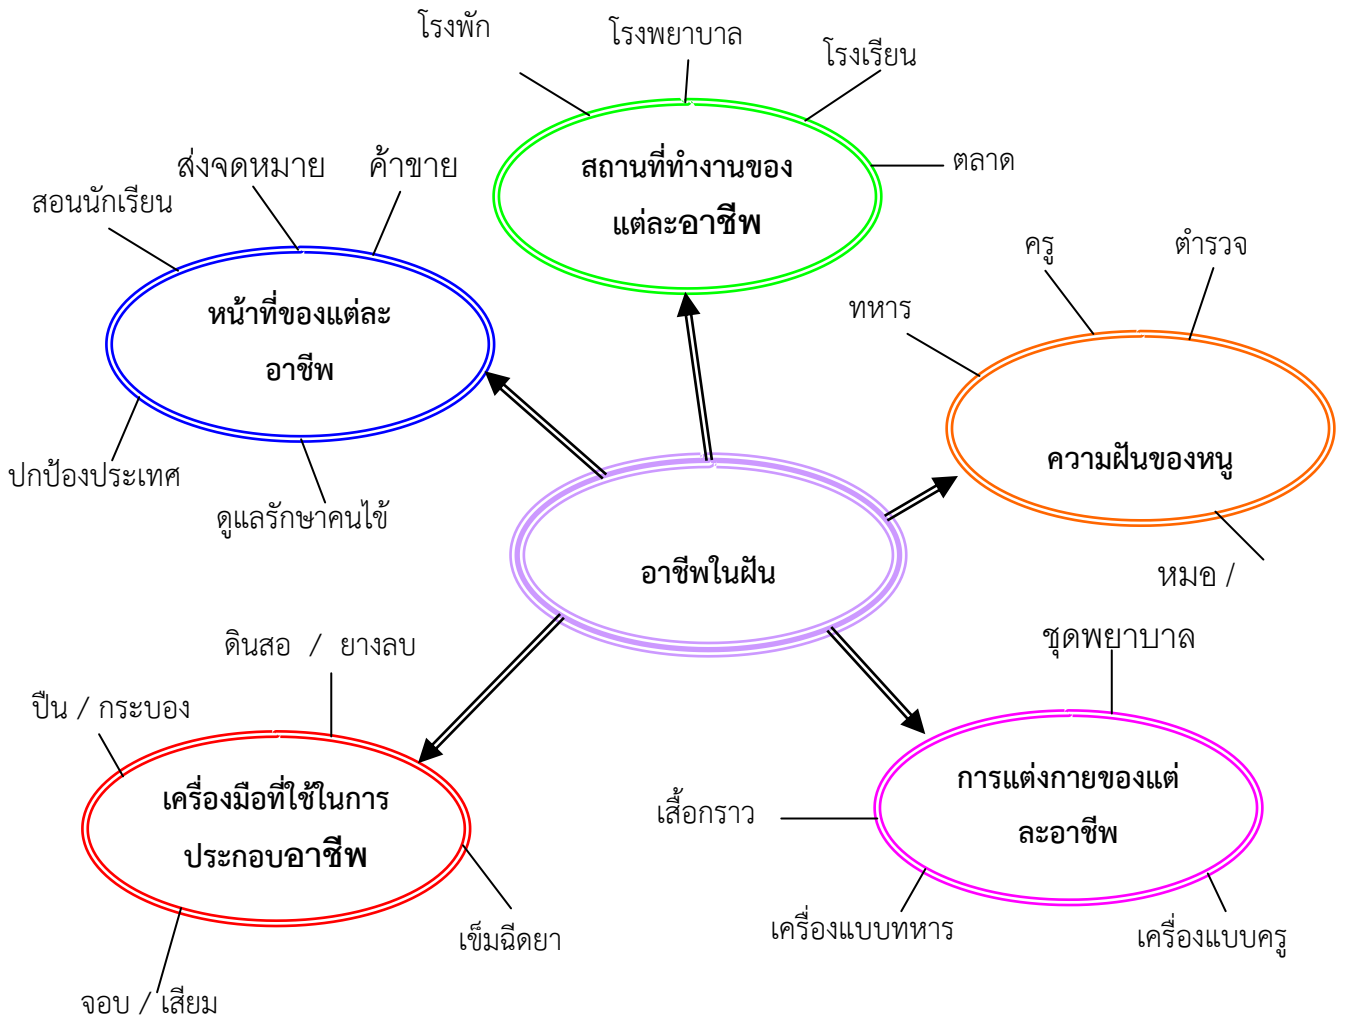 โรงพัก
โรงพยาบาล
โรงเรียน
ตลาด
สถานที่ทำงานของ
แต่ละอาชีพ
ส่งจดหมาย
ค้าขาย
สอนนักเรียน
หน้าที่ของแต่ละ
อาชีพ
ปกป้องประเทศ
ดูแลรักษาคนไข้
ครู
ตำรวจ
ทหาร
ความฝันของหนู
หมอ /
อาชีพในฝัน
ดินสอ / ยางลบ
ปืน / กระบอง
เครื่องมือที่ใช้ในการ
ประกอบอาชีพ
เข็มฉีดยา
จอบ / เสียม
ชุดพยาบาล
การแต่งกายของแต่
ละอาชีพ
เสื้อกราว
เครื่องแบบทหาร
เครื่องแบบครู